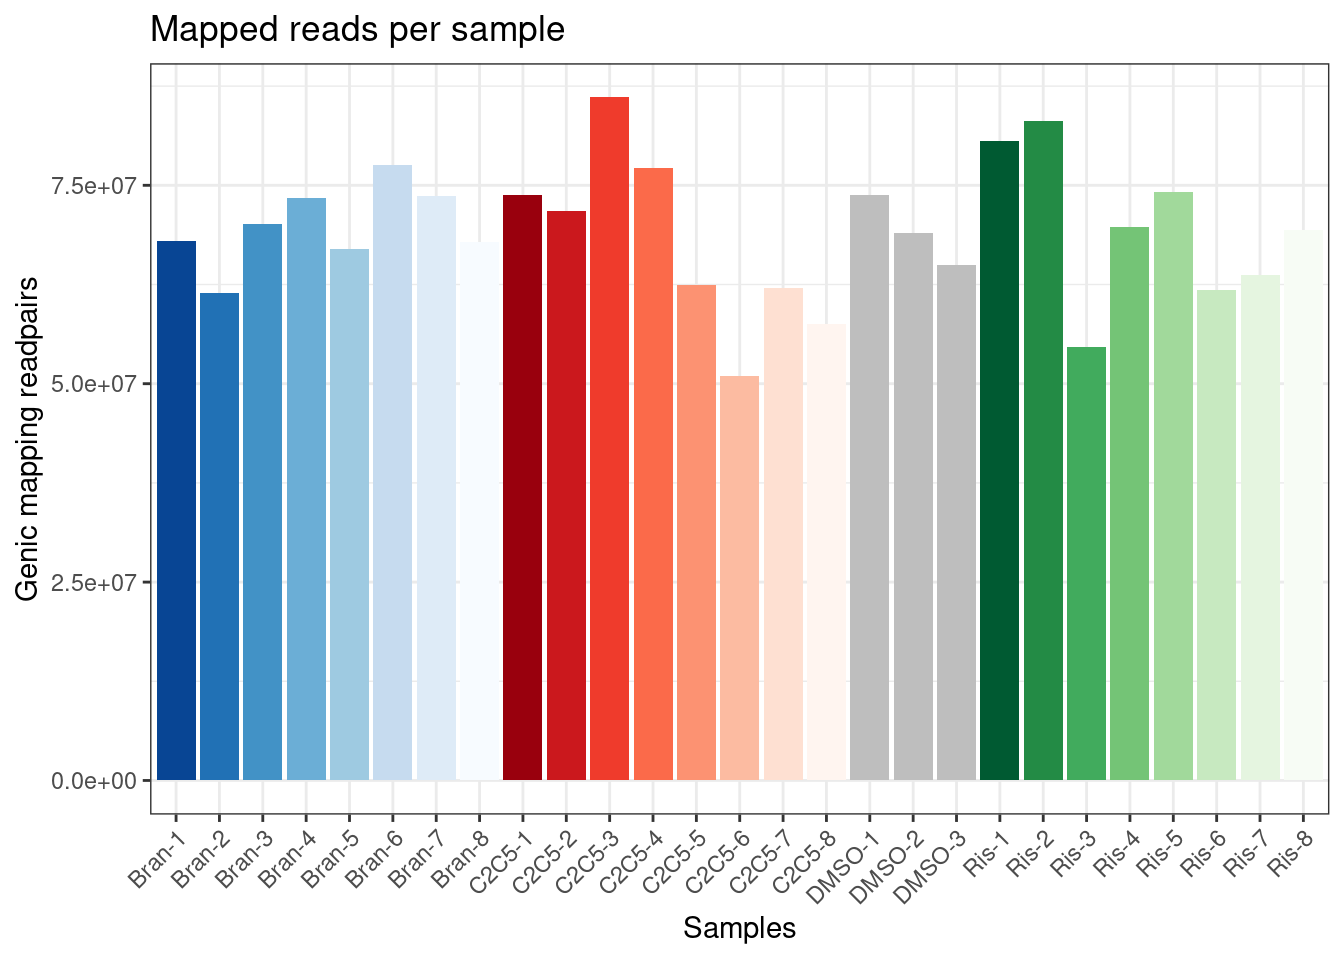 Mapped reads per sample
Genic mapping readpairs
7.5e+07
5.0e+07
2.5e+07
0.0e+00
Bran-1
Bran-2
Bran-3
Bran-4
Bran-5
Bran-6
Bran-7
Bran-8
C2C5-1
C2C5-2
C2C5-3
C2C5-4
C2C5-5
C2C5-6
C2C5-7
C2C5-8
DMSO-1
DMSO-2
DMSO-3
Ris-1
Ris-2
Ris-3
Ris-4
Ris-5
Ris-6
Ris-7
Ris-8
Samples